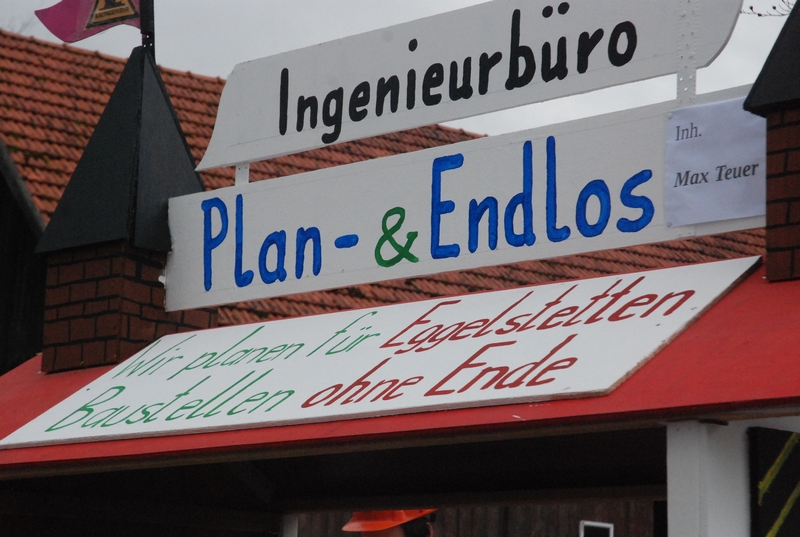 Ingenieurbüro
Plan- & Endlos
Inh.
Max Teuer
Wir planen für Eggelstetten
Baustellen ohne Ende